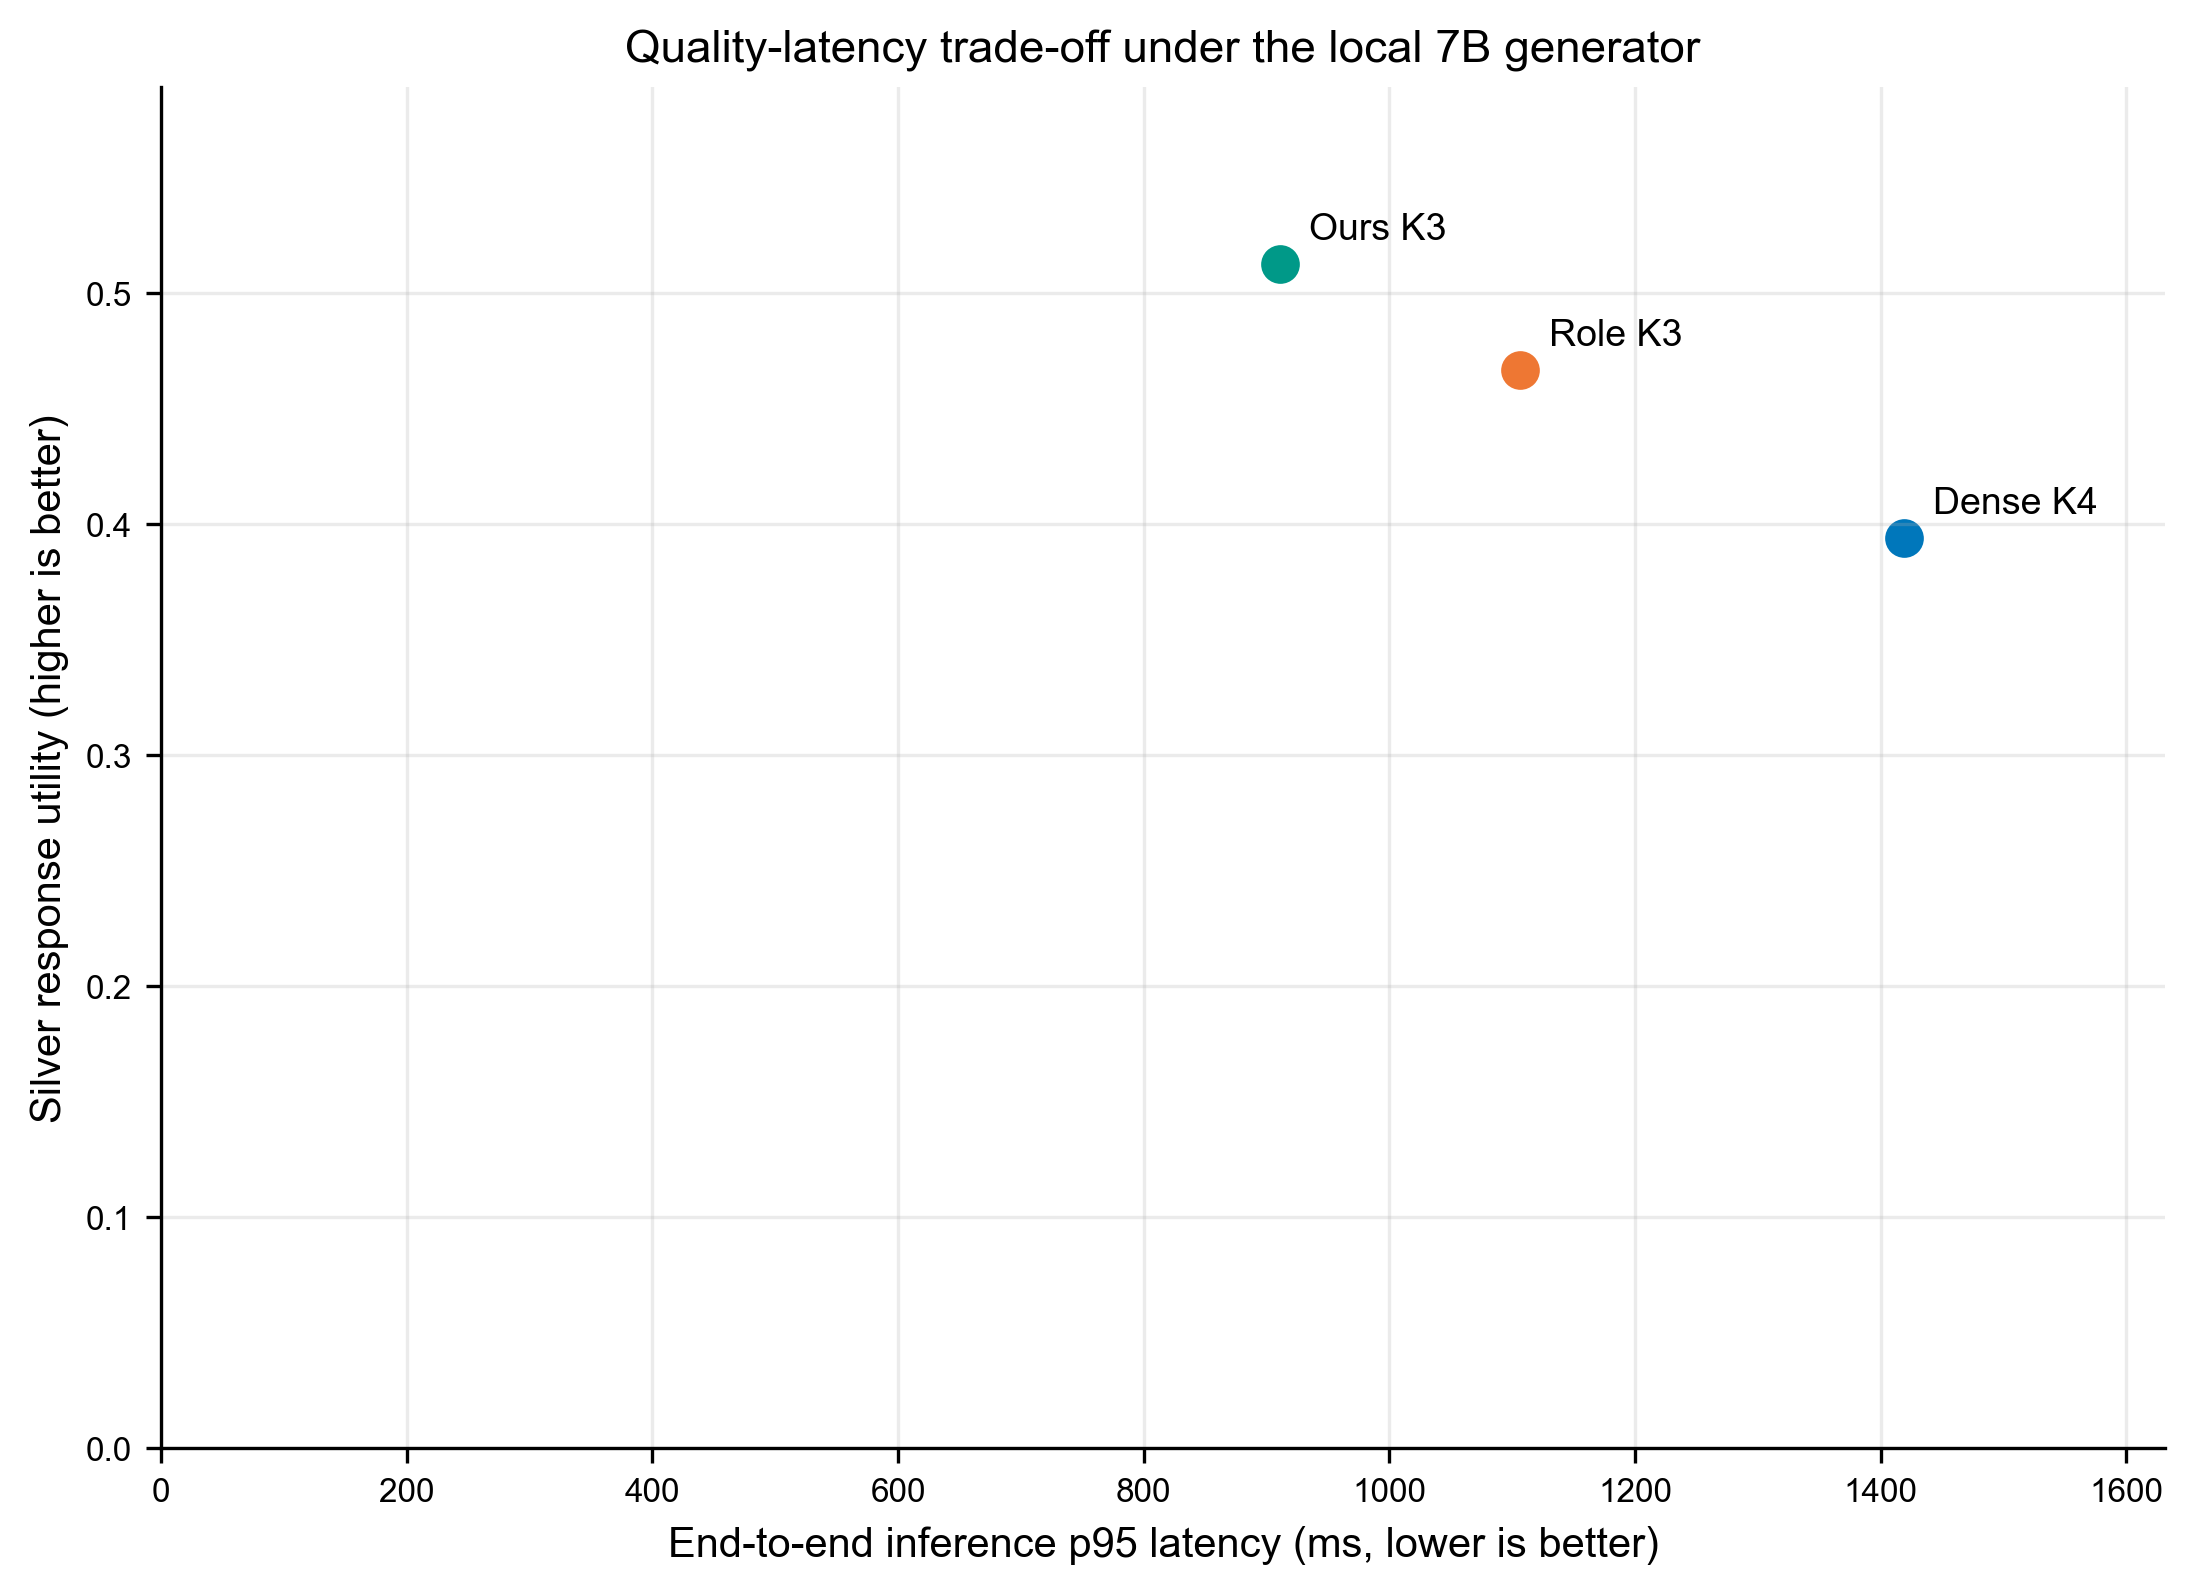 Quality-latency trade-off under the local 7B generator
Ours K3
Role K3
Dense K4
0.5
0.4
0.3
0.2
0.1
0.0
Silver response utility (higher is better)
0 200 400 600 800 1000 1200 1400 1600
End-to-end inference p95 latency (ms, lower is better)